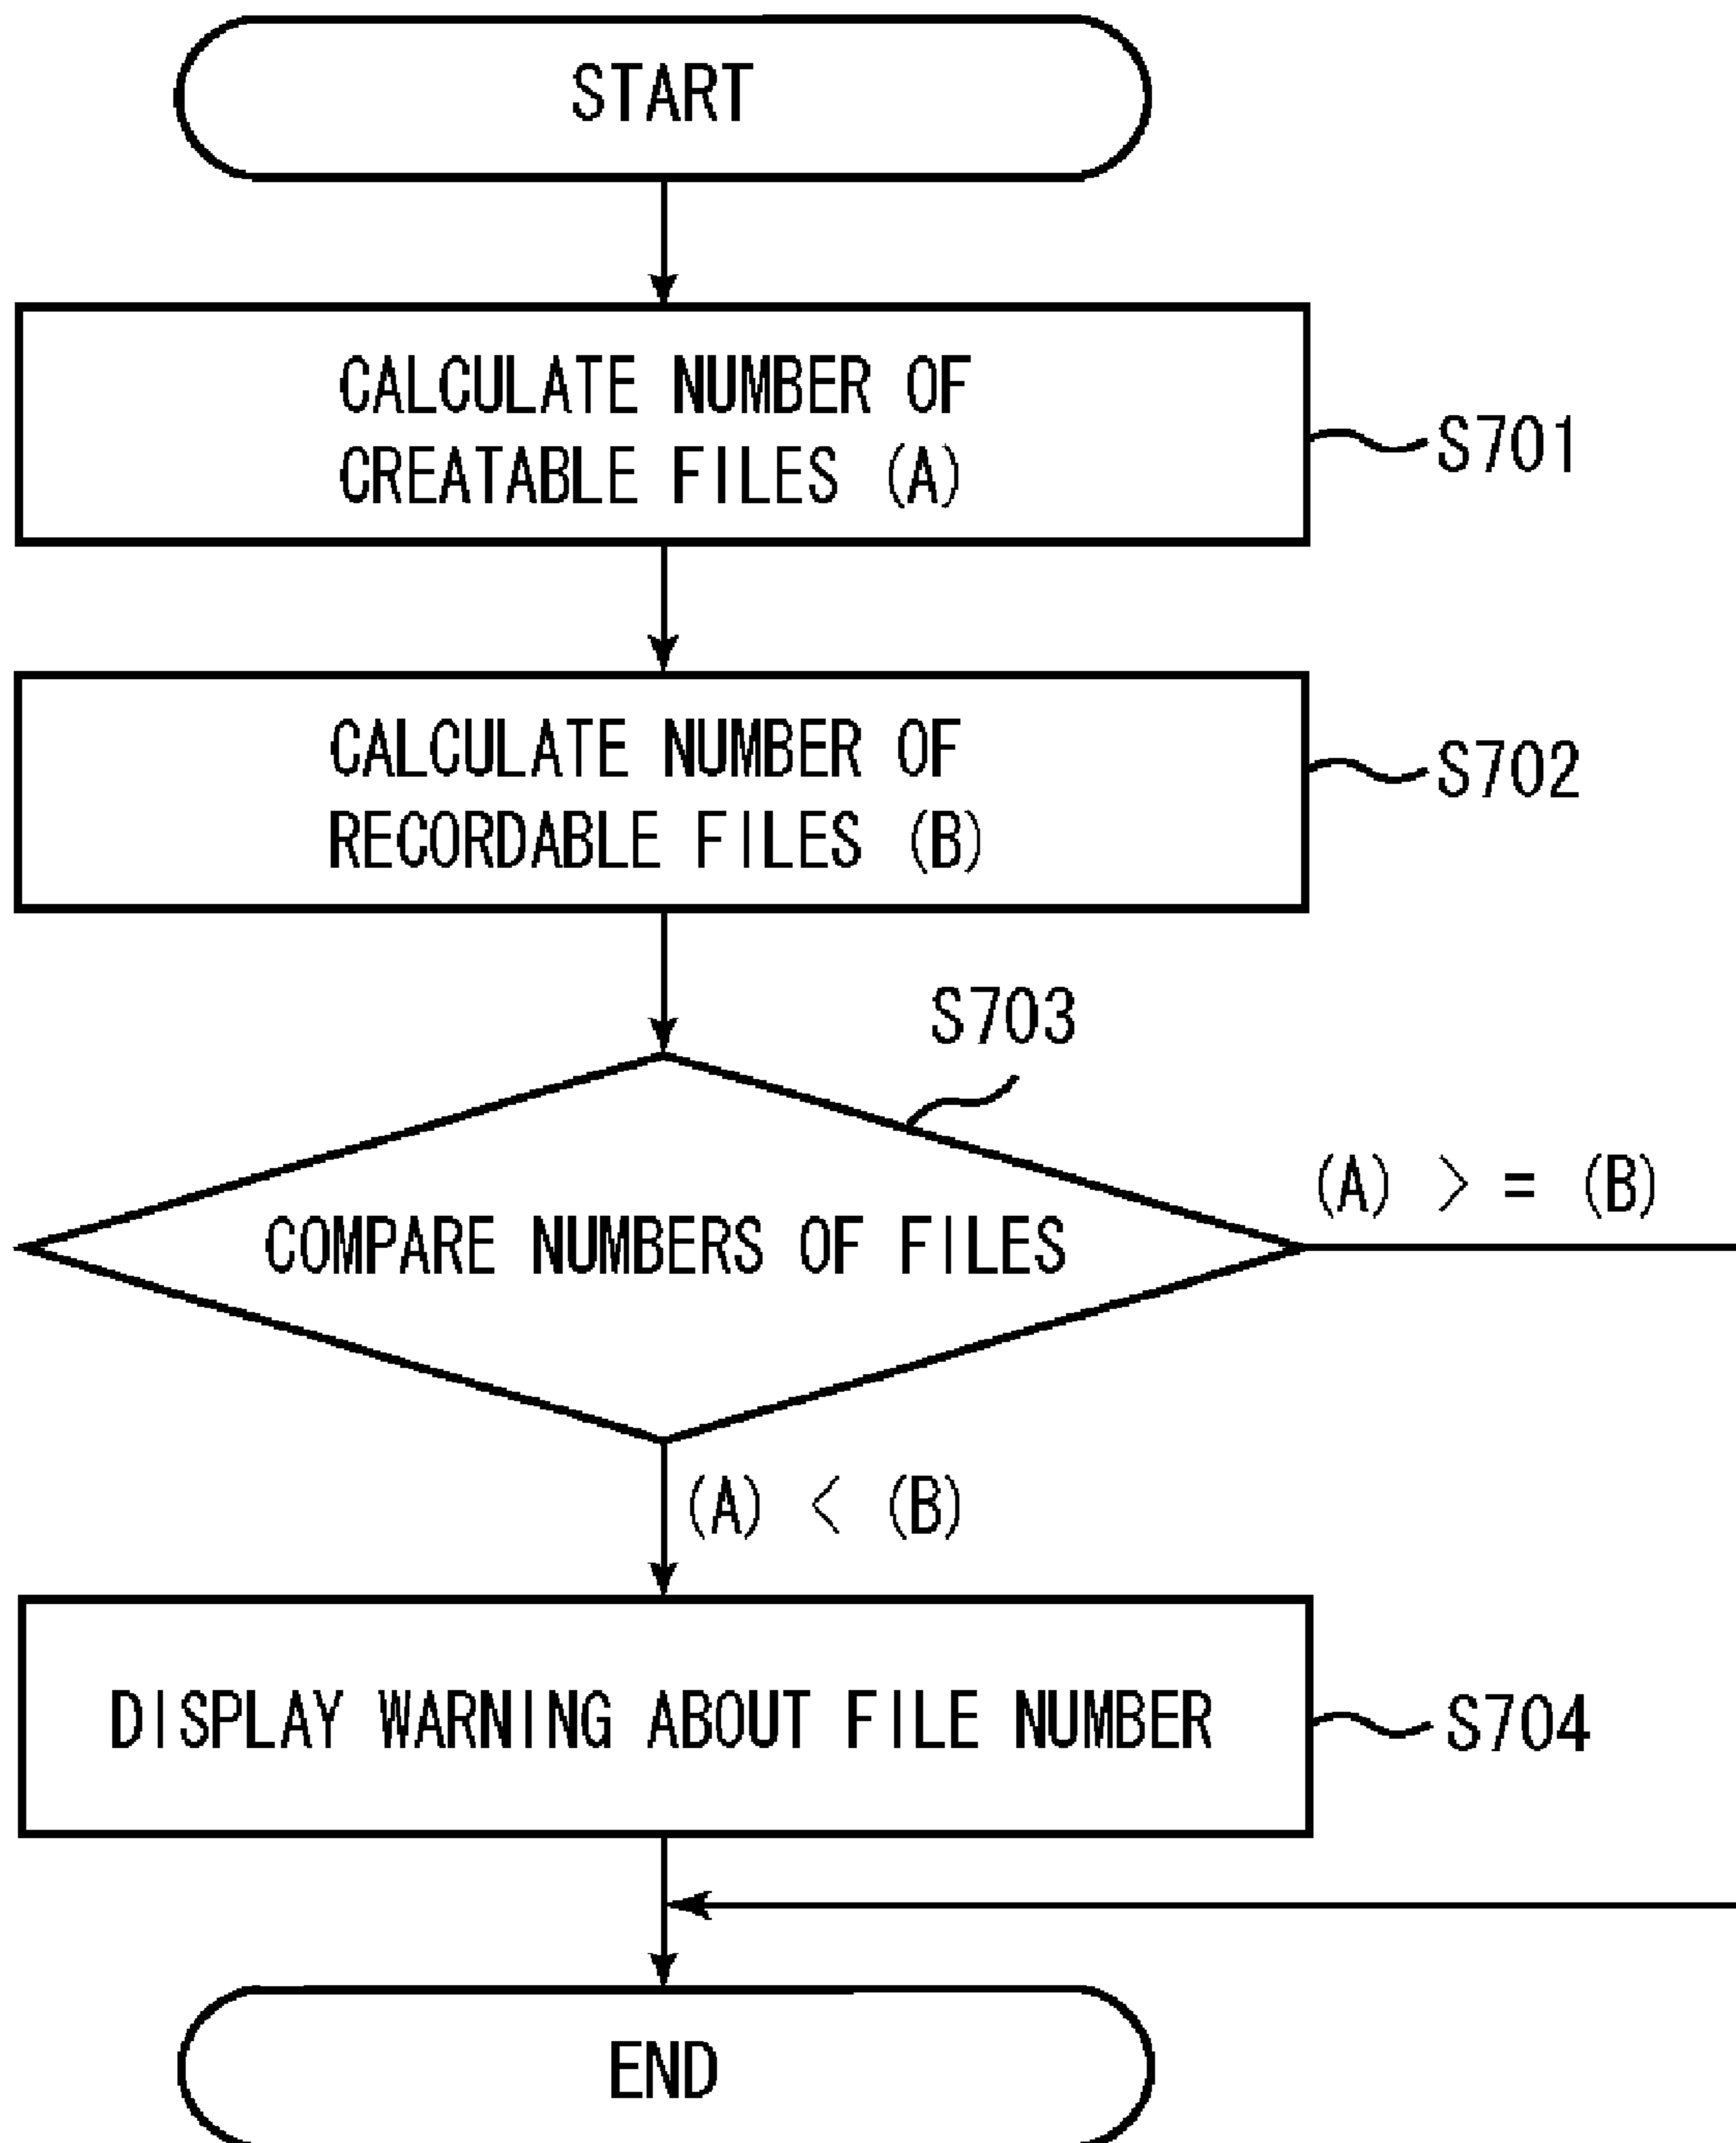 START
CALCULATE NUMBER OF
CREATABLE FILES (A)
S701
CALCULATE NUMBER OF
RECORDABLE FILES (B)
S702
S703
COMPARE NUMBERS OF FILES
(A) > = (B)
(A) < (B)
DISPLAY WARNING ABOUT FILE NUMBER
S704
END